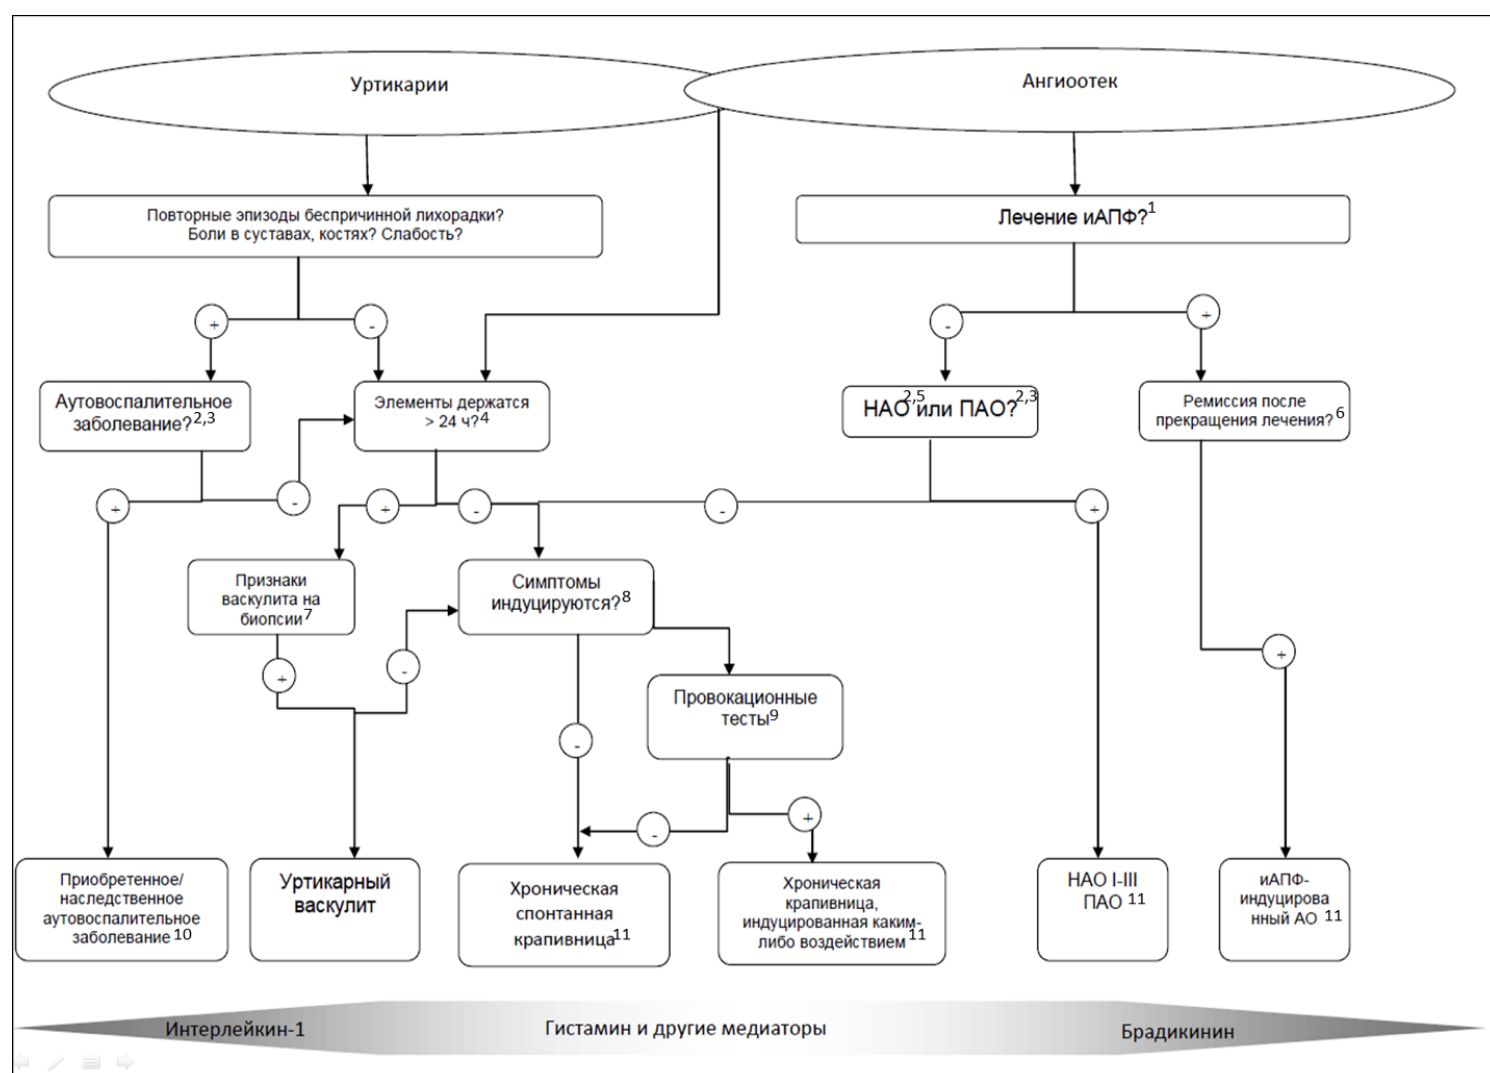 Уртикарии
Ангиоотек
Повторные эпизоды беспричинной лихорадки?
Боли в суставах, костях? Слабость?
Лечение иАПФ?1
+
-
-
+
Аутовоспалительное
заболевание?2,3
Элементы держатся
> 24 ч?4
НАО2,5 или ПАО?2,3
Ремиссия после
прекращения лечения?6
+
-
+
-
-
+
Признаки
васкулита на
биопсии7
Симптомы
индуцируются?8
+
-
+
Провокационные
тесты9
-
-
+
Приобретенное/
наследственное
аутовоспалительное
заболевание10
Уртикарный
васкулит
Хроническая
спонтанная
крапивница11
Хроническая
крапивница,
индуцированная каким-
либо воздействием11
НАО I-III
ПАО 11
иАПФ-
индуцирова
нный АО 11
Интерлейкин-1
Гистамин и другие медиаторы
Брадикинин